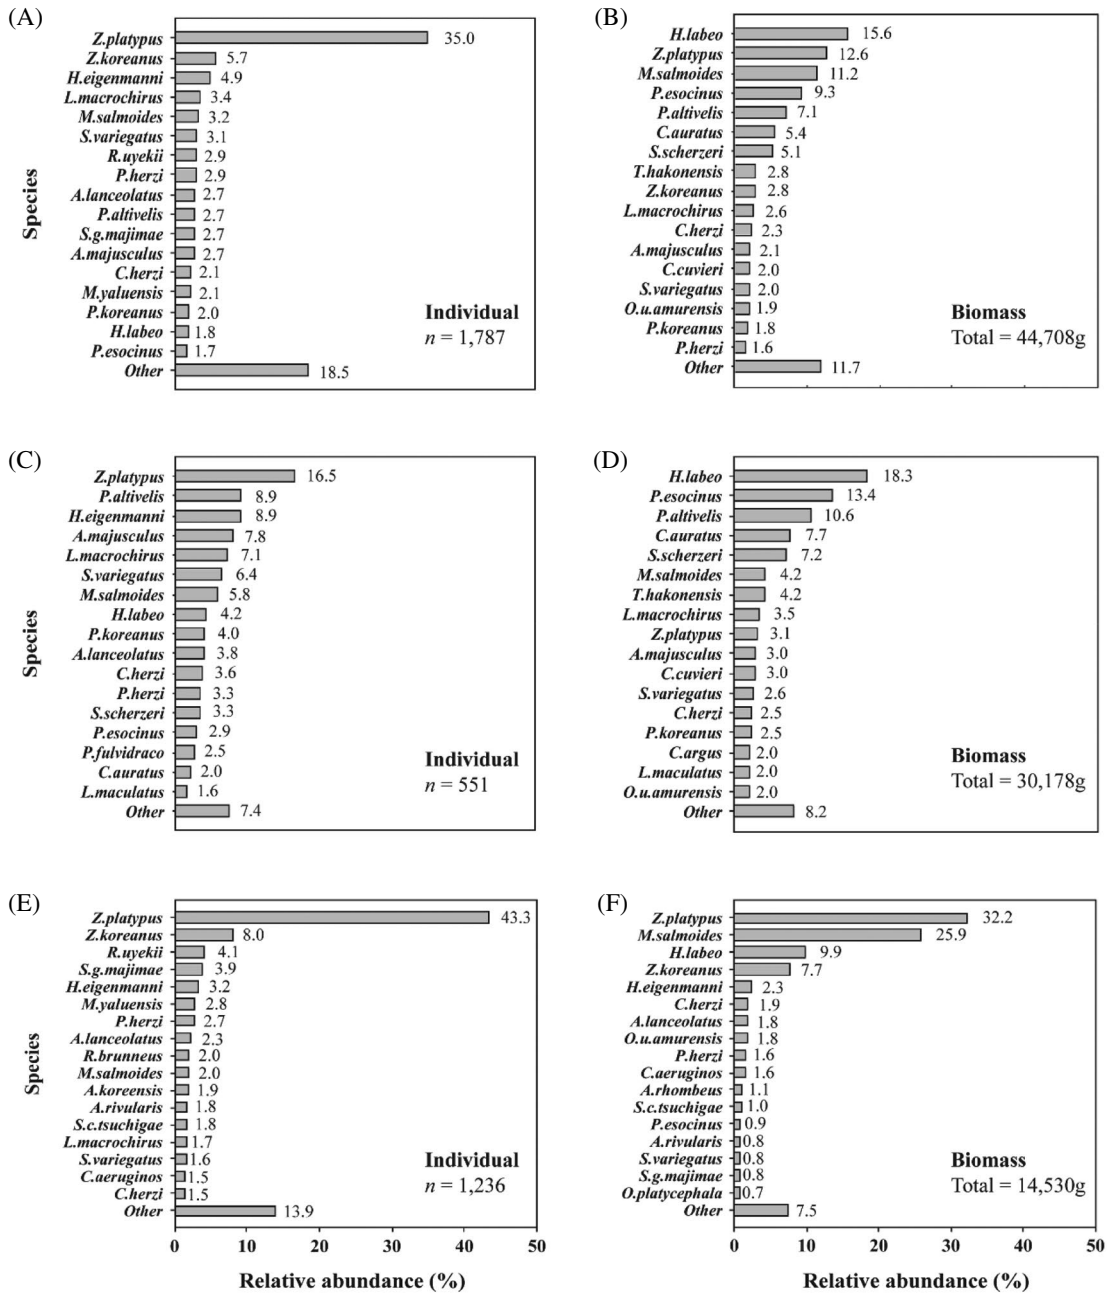 (A)
Species
Z.platypus 35.0
Z.koreanus 5.7
H.eigenmanni 4.9
L.macrochirus 3.4
M.salmoides 3.2
S.variegatus 3.1
R.uyekii 2.9
P.herzi 2.9
A.lanceolatus 2.7
P.altivelis 2.7
S.g.majimae 2.7
A.majusculus 2.7
C.herzi 2.1
M.yaluensis 2.1
P.koreanus 2.0
H.labeo 1.8
P.esocinus 1.7
Other 18.5
Individual
n = 1,787
(B)
H.labeo 15.6
Z.platypus 12.6
M.salmoides 11.2
P.esocinus 9.3
P.altivelis 7.1
C.auratus 5.4
S.scherzeri 5.1
T.hakonensis 2.8
Z.koreanus 2.8
L.macrochirus 2.6
C.herzi 2.3
A.majusculus 2.1
C.cuvieri 2.0
S.variegatus 2.0
O.u.amurensis 1.9
P.koreanus 1.8
P.herzi 1.6
Other 11.7
Biomass
Total = 44,708g
(C)
Species
Z.platypus 16.5
P.altivelis 8.9
H.eigenmanni 8.9
A.majusculus 7.8
L.macrochirus 7.1
S.variegatus 6.4
M.salmoides 5.8
H.labeo 4.2
P.koreanus 4.0
A.lanceolatus 3.8
C.herzi 3.6
P.herzi 3.3
S.scherzeri 3.3
P.esocinus 2.9
P.fulvidraco 2.5
C.auratus 2.0
L.maculatus 1.6
Other 7.4
Individual
n = 551
(D)
H.labeo 18.3
P.esocinus 13.4
P.altivelis 10.6
C.auratus 7.7
S.scherzeri 7.2
M.salmoides 4.2
T.hakonensis 4.2
L.macrochirus 3.5
Z.platypus 3.1
A.majusculus 3.0
C.cuvieri 3.0
S.variegatus 2.6
C.herzi 2.5
P.koreanus 2.5
C.argus 2.0
L.maculatus 2.0
O.u.amurensis 2.0
Other 8.2
Biomass
Total = 30,178g
(E)
Species
Z.platypus 43.3
Z.koreanus 8.0
R.uyekii 4.1
S.g.majimae 3.9
H.eigenmanni 3.2
M.yaluensis 2.8
P.herzi 2.7
A.lanceolatus 2.3
R.brunneus 2.0
M.salmoides 2.0
A.koreensis 1.9
A.rivularis 1.8
S.c.tsuchigae 1.8
L.macrochirus 1.7
S.variegatus 1.6
C.aeruginos 1.5
C.herzi 1.5
Other 13.9
Individual
n = 1,236
0 10 20 30 40 50
Relative abundance (%)
(F)
Z.platypus 32.2
M.salmoides 25.9
H.labeo 9.9
Z.koreanus 7.7
H.eigenmanni 2.3
C.herzi 1.9
A.lanceolatus 1.8
O.u.amurensis 1.8
P.herzi 1.6
C.aeruginos 1.6
A.rhombeus 1.1
S.c.tsuchigae 1.0
P.esocinus 0.9
A.rivularis 0.8
S.variegatus 0.8
S.g.majimae 0.8
O.platycephala 0.7
Other 7.5
Biomass
Total = 14,530g
0 10 20 30 40 50
Relative abundance (%)